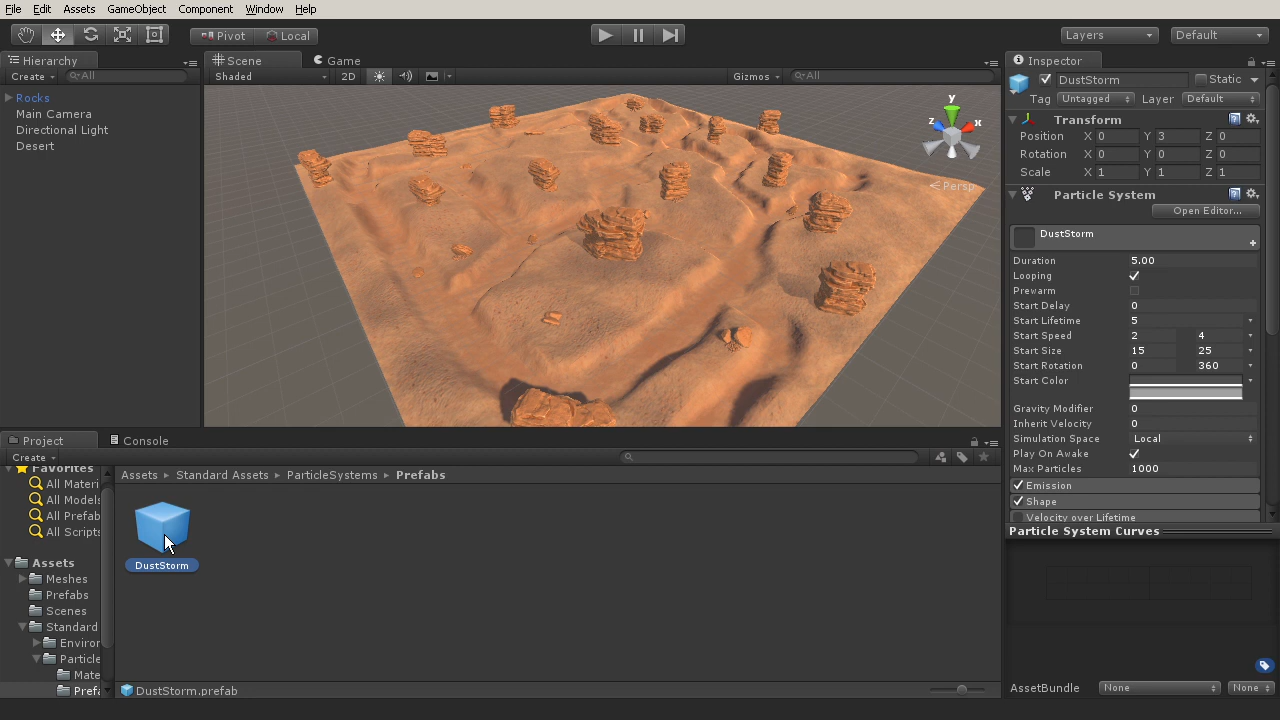 File Edit Assets GameObject Component Window Help
Pivot Local Layers Default
Hierarchy
Create All
Rocks
Main Camera
Directional Light
Desert
Scene Game
Shaded 2D Gizmos All
y
z x
Persp
Inspector
DustStorm Static
Tag Untagged Layer Default
Transform
Position X 0 Y 3 Z 0
Rotation X 0 Y 0 Z 0
Scale X 1 Y 1 Z 1
Particle System
Open Editor...
DustStorm
Duration 5.00
Looping
Prewarm
Start Delay 0
Start Lifetime 5
Start Speed 2 4
Start Size 15 25
Start Rotation 0 360
Start Color
Gravity Modifier 0
Inherit Velocity 0
Simulation Space Local
Play On Awake
Max Particles 1000
Emission
Shape
Velocity over Lifetime
Particle System Curves
AssetBundle None None
Project Console
Create
Favorites
All Materi
All Models
All Prefab
All Scripts
Assets
Meshes
Prefabs
Scenes
Standard
Enviror
Particle
Mate
Prefa
Assets ▸ Standard Assets ▸ ParticleSystems ▸ Prefabs
DustStorm
DustStorm.prefab